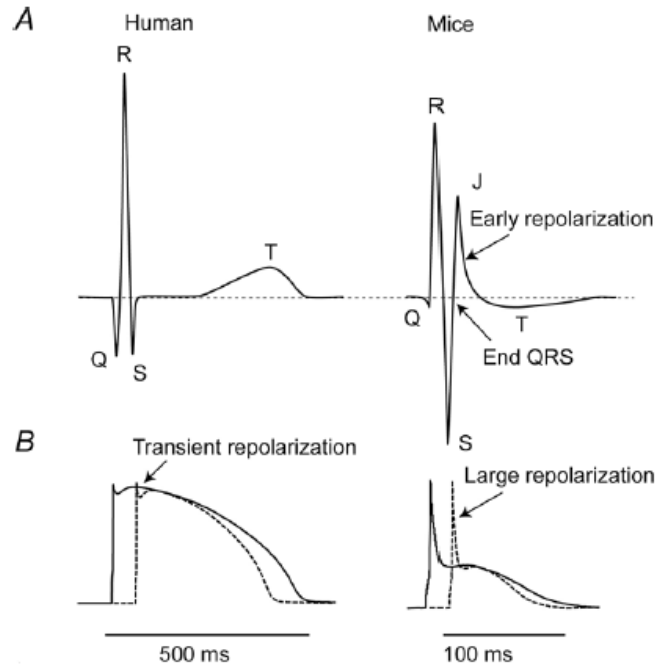 A
Human
Mice
R
R
J
Early repolarization
T
Q
S
Q
T
End QRS
S
B
Transient repolarization
Large repolarization
500 ms
100 ms